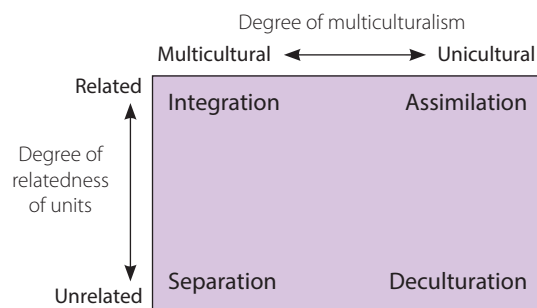 Degree of multiculturalism
Multicultural Unicultural
Related
Integration Assimilation
Degree of
relatedness
of units
Separation Deculturation
Unrelated